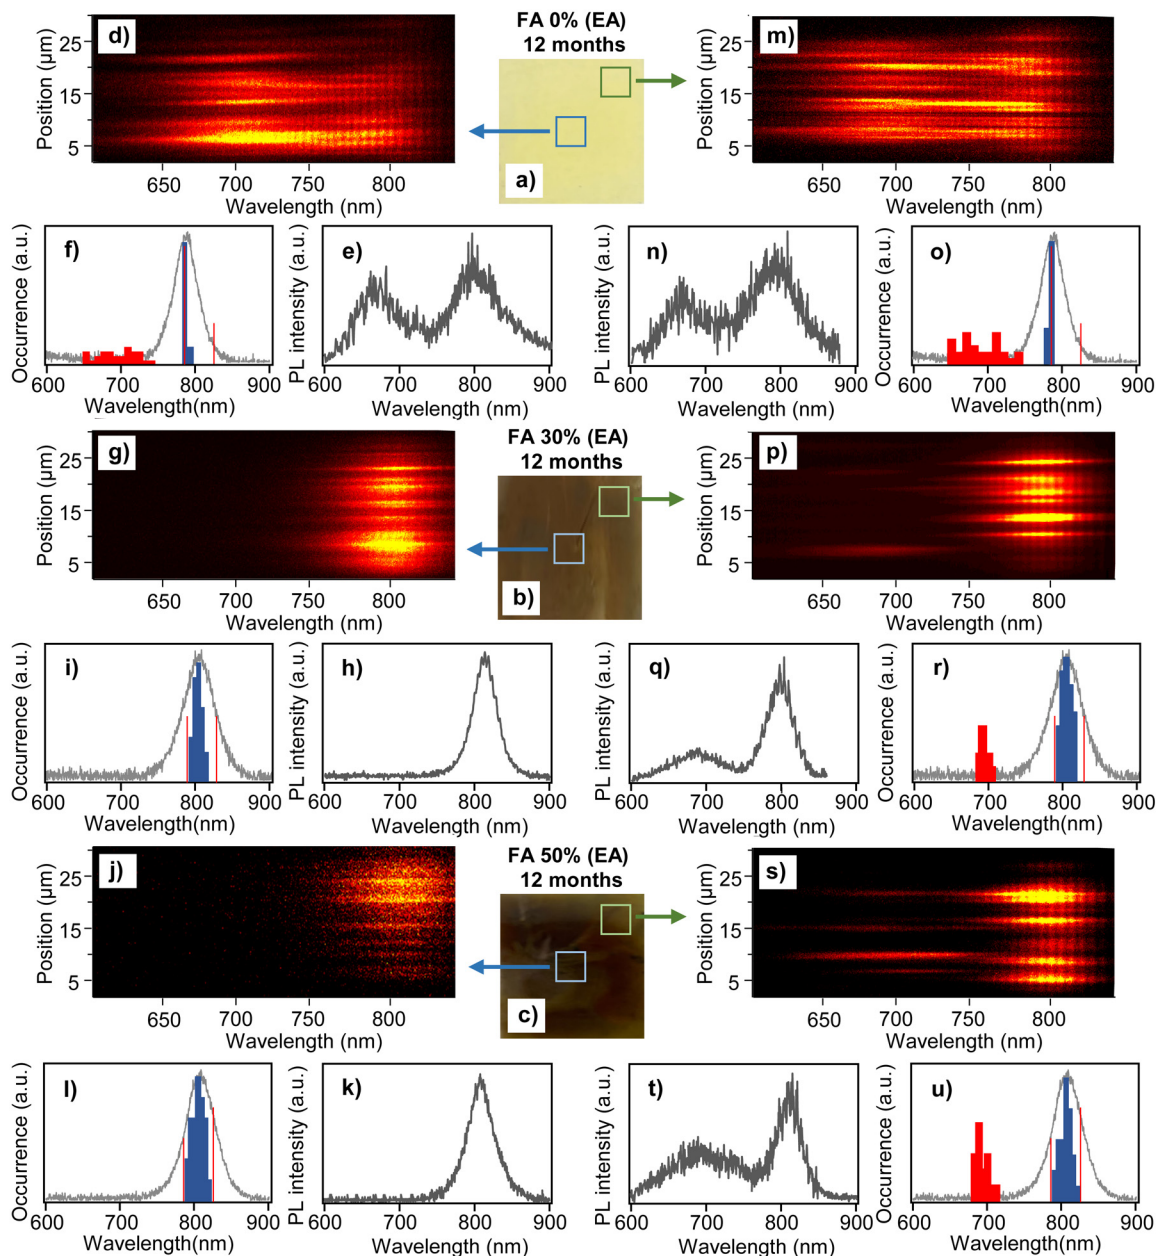 FA 0% (EA)
12 months
d)
Position (µm)
25
15
5
650 700 750 800
Wavelength (nm)
a)
m)
Position (µm)
25
15
5
650 700 750 800
Wavelength (nm)
f)
Occurrence (a.u.)
600 700 800 900
Wavelength(nm)
e)
PL intensity (a.u.)
600 700 800 900
Wavelength (nm)
n)
PL intensity (a.u.)
600 700 800 900
Wavelength (nm)
o)
Occurrence (a.u.)
600 700 800 900
Wavelength(nm)
FA 30% (EA)
12 months
g)
Position (µm)
25
15
5
650 700 750 800
Wavelength (nm)
b)
p)
Position (µm)
25
15
5
650 700 750 800
Wavelength (nm)
i)
Occurrence (a.u.)
600 700 800 900
Wavelength(nm)
h)
PL intensity (a.u.)
600 700 800 900
Wavelength (nm)
q)
PL intensity (a.u.)
600 700 800 900
Wavelength (nm)
r)
Occurrence (a.u.)
600 700 800 900
Wavelength(nm)
FA 50% (EA)
12 months
j)
Position (µm)
25
15
5
650 700 750 800
Wavelength (nm)
c)
s)
Position (µm)
25
15
5
650 700 750 800
Wavelength (nm)
l)
Occurrence (a.u.)
600 700 800 900
Wavelength (nm)
k)
PL intensity (a.u.)
600 700 800 900
Wavelength (nm)
t)
PL intensity (a.u.)
600 700 800 900
Wavelength (nm)
u)
Occurrence (a.u.)
600 700 800 900
Wavelength (nm)